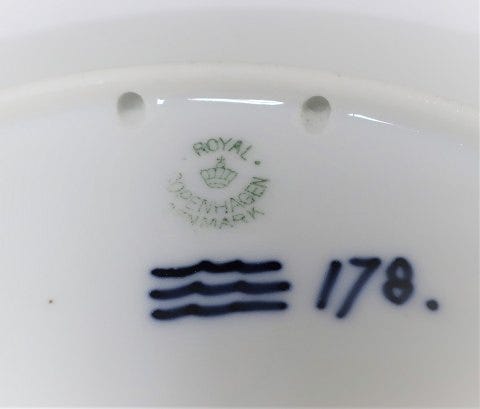 ROYAL.
COPENHAGEN
DENMARK
178.